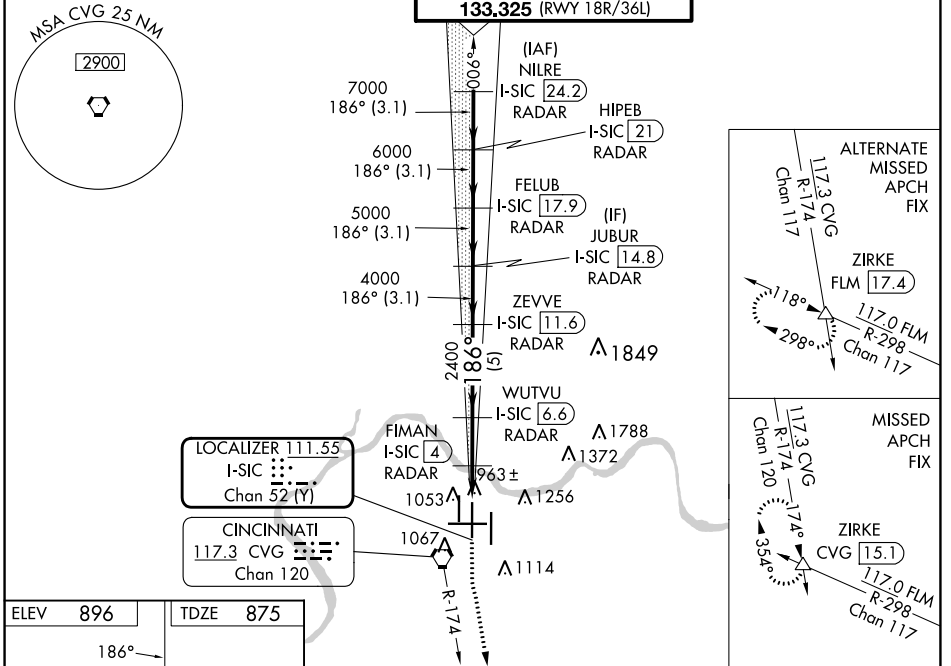 133.325 (RWY 18R/36L)
MSA CVG 25 NM
2900
006°
(IAF)
NILRE
I-SIC 24.2
RADAR
7000
186° (3.1)
HIPEB
I-SIC 21
RADAR
6000
186° (3.1)
FELUB
I-SIC 17.9
RADAR
5000
186° (3.1)
(IF)
JUBUR
I-SIC 14.8
RADAR
4000
186° (3.1)
ZEVVE
I-SIC 11.6
RADAR
1849
2400
186°
(5)
WUTVU
I-SIC 6.6
RADAR
1788
1372
FIMAN
I-SIC 4
RADAR
963±
1053
1256
LOCALIZER 111.55
I-SIC
Chan 52 (Y)
CINCINNATI
117.3 CVG
Chan 120
1067
1114
R-174
ELEV 896
TDZE 875
186°
ALTERNATE
MISSED
APCH
FIX
117.3 CVG
R-174
Chan 117
ZIRKE
FLM 17.4
118°
298°
117.0 FLM
R-298
Chan 117
MISSED
APCH
FIX
117.3 CVG
R-174
Chan 120
174°
354°
ZIRKE
CVG 15.1
117.0 FLM
R-298
Chan 117